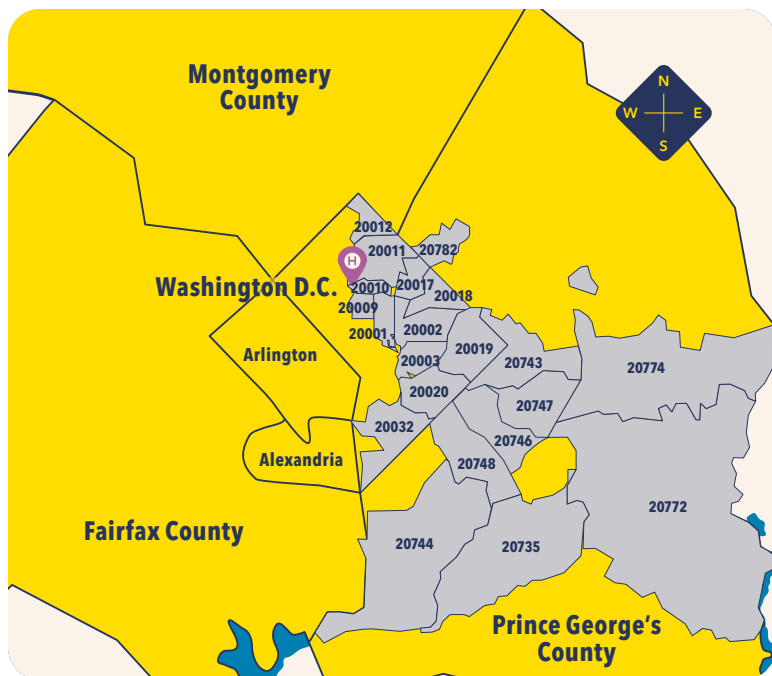 Montgomery
County
N
W E
S
20012
20011
20782
H
Washington D.C.
20010
20017
20018
20009
20001
20002
20003
20019
Arlington
20743
20774
20020
20747
20032
20746
Alexandria
20748
20772
Fairfax County
20744
20735
Prince George's
County